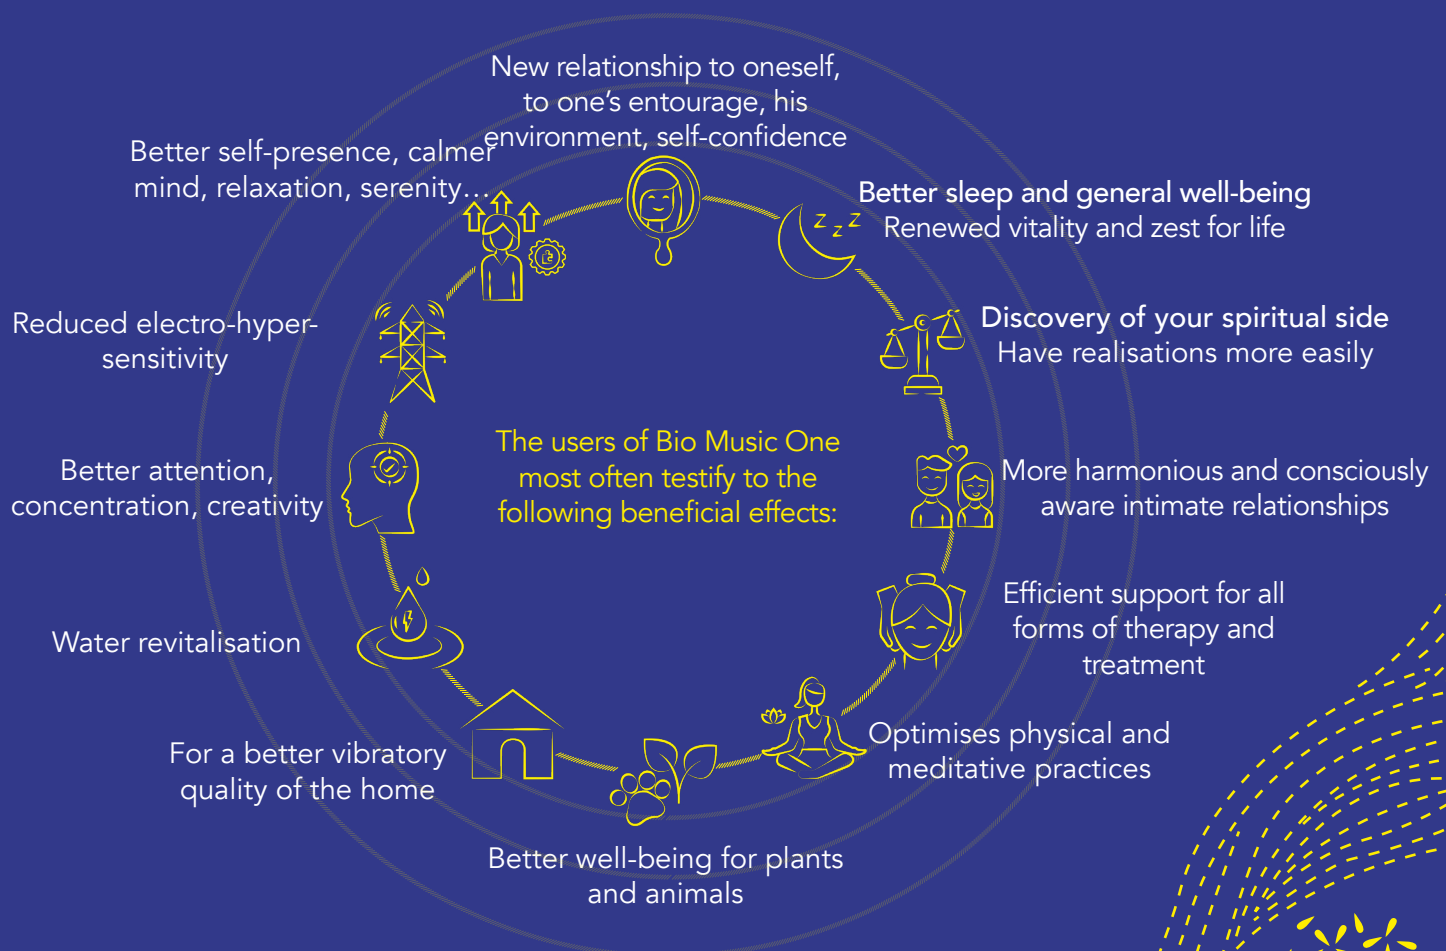 New relationship to oneself,
to one's entourage, his
environment, self-confidence
Better self-presence, calmer
mind, relaxation, serenity…
z z z
Better sleep and general well-being
Renewed vitality and zest for life
Reduced electro-hyper-
sensitivity
Discovery of your spiritual side
Have realisations more easily
The users of Bio Music One
most often testify to the
following beneficial effects:
Better attention,
concentration, creativity
More harmonious and consciously
aware intimate relationships
Efficient support for all
forms of therapy and
treatment
Water revitalisation
For a better vibratory
quality of the home
Optimises physical and
meditative practices
Better well-being for plants
and animals